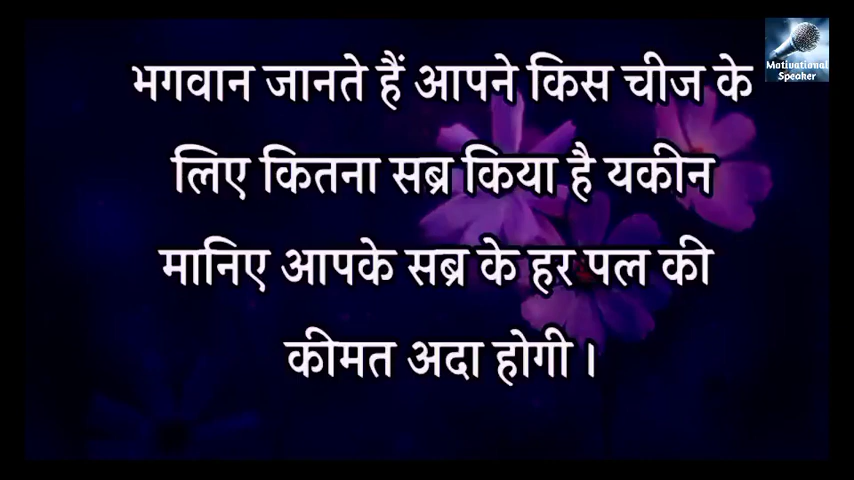 Motivational
Speaker
भगवान जानते हैं आपने किस चीज के
लिए कितना सब्र किया है यकीन
मानिए आपके सब्र के हर पल की
कीमत अदा होगी।